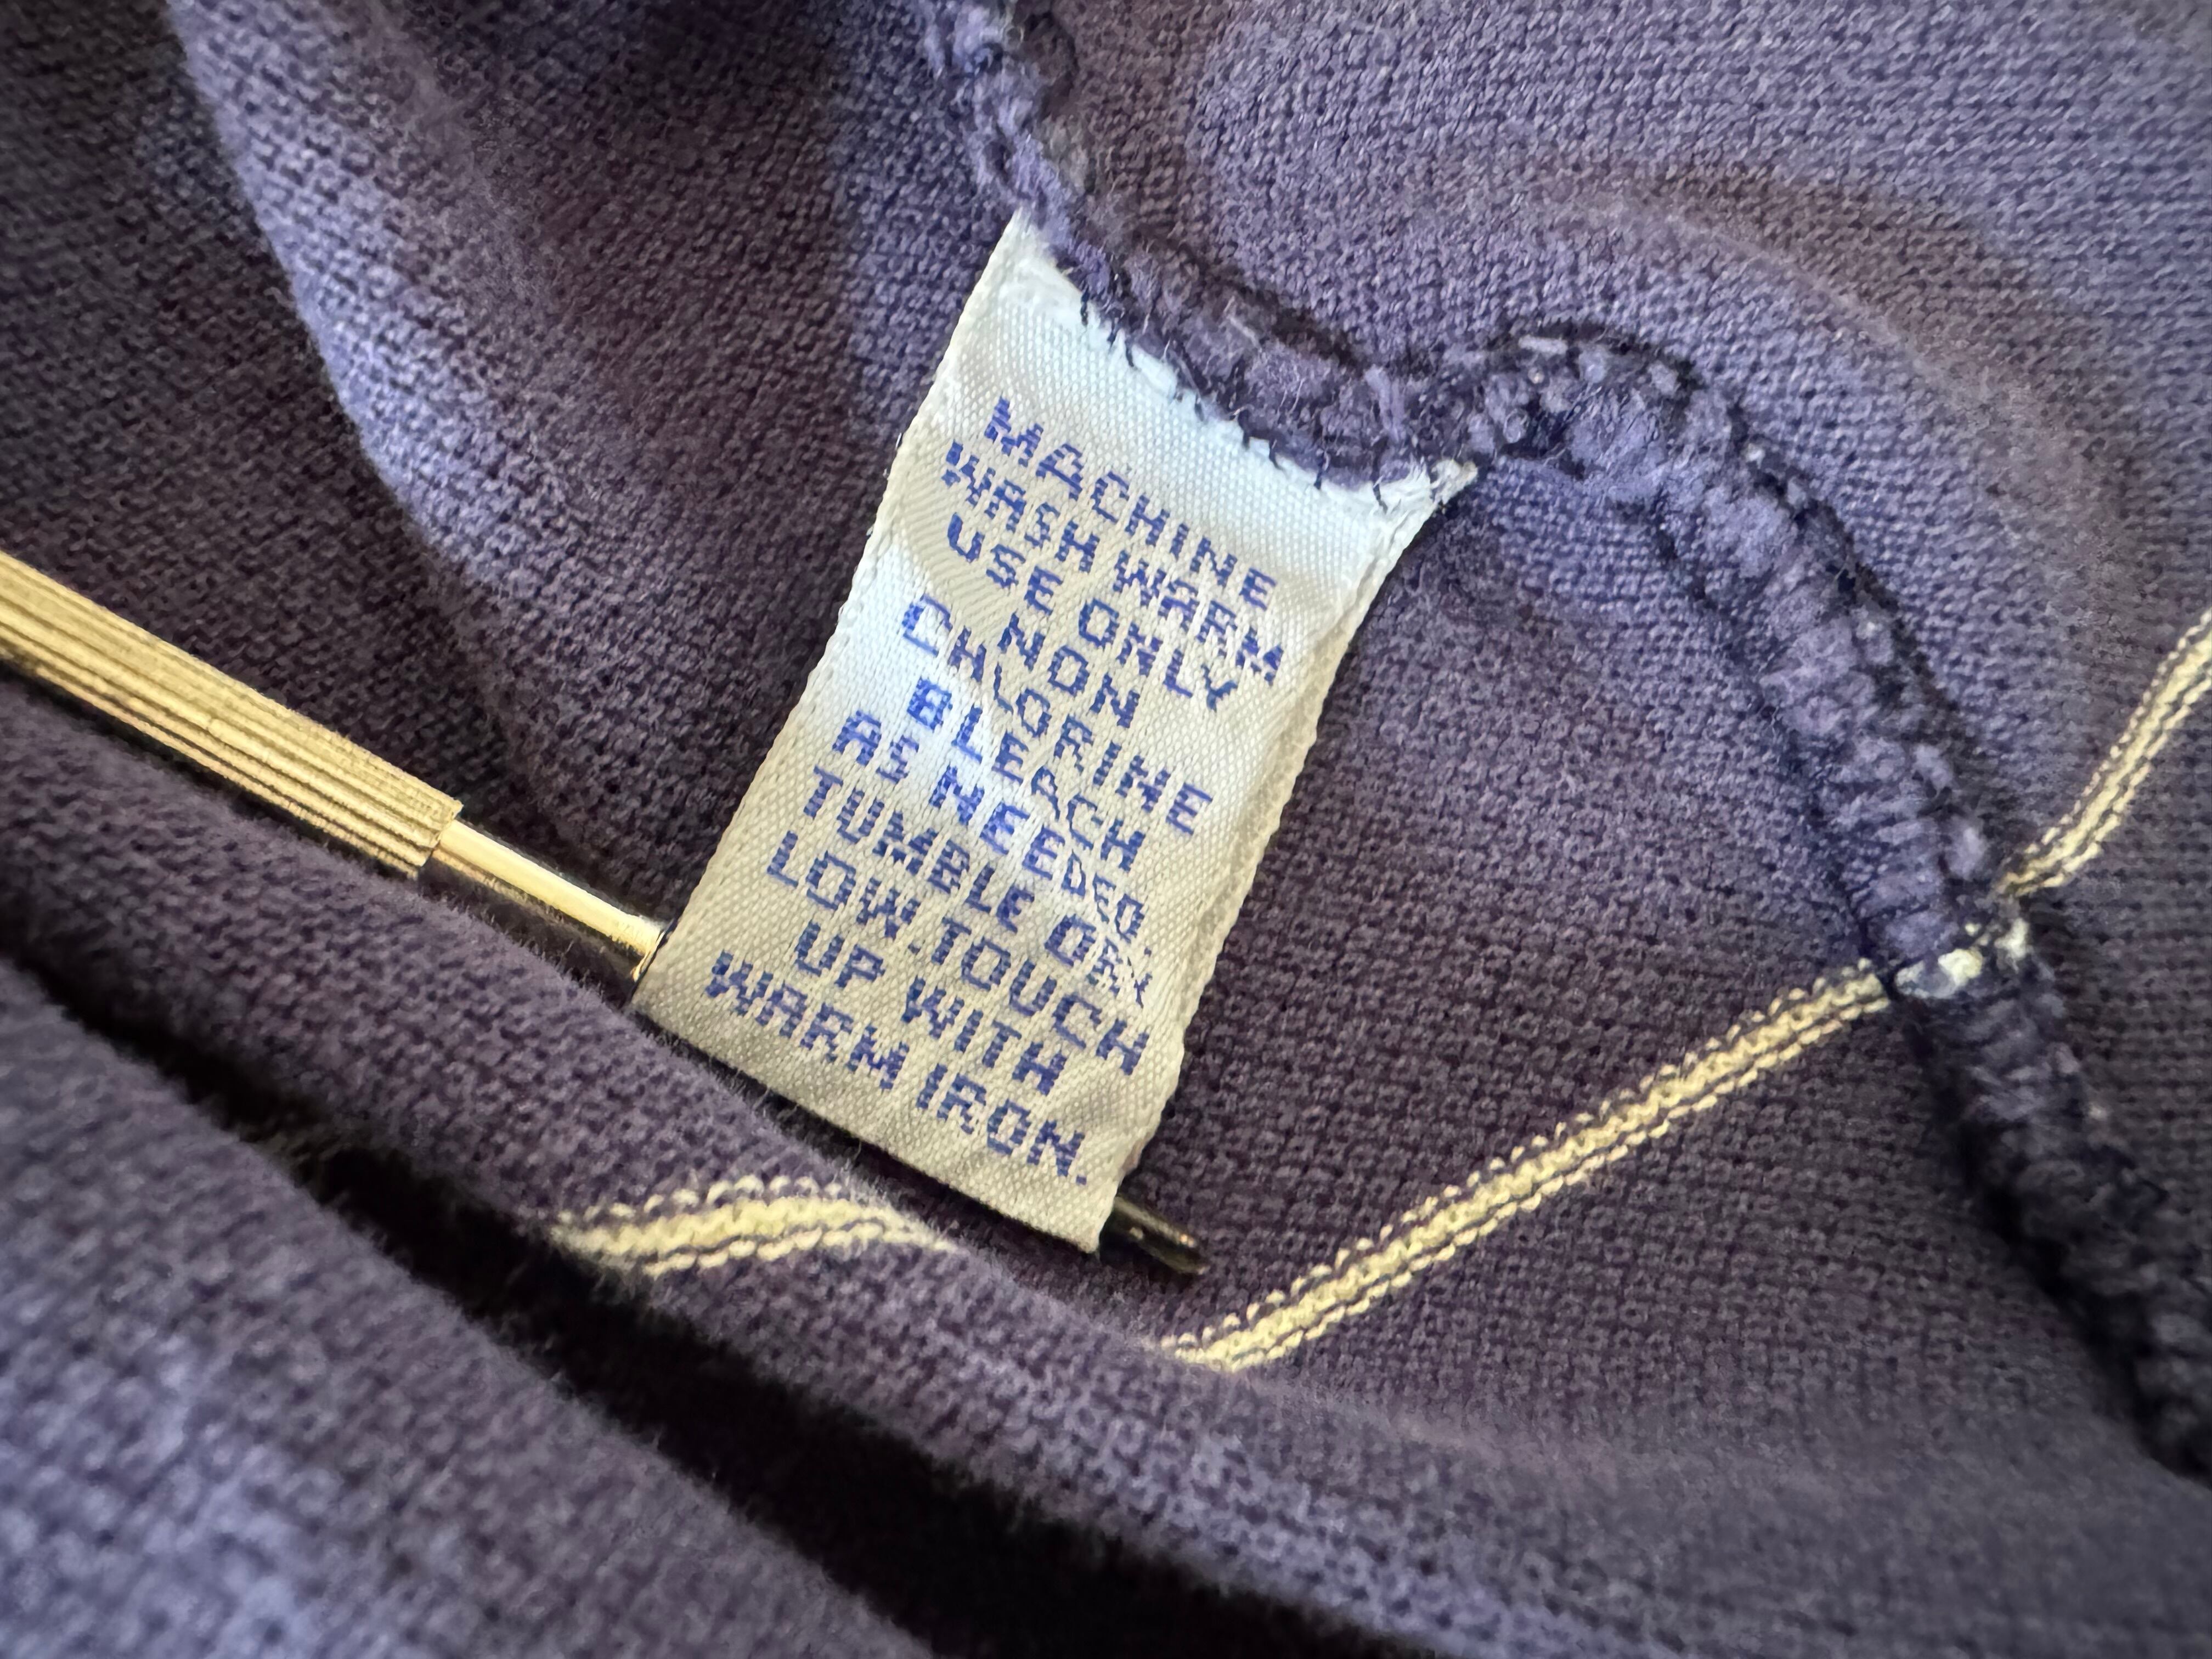 MACHINE
WASH WARM
USE ONLY
NON
CHLORINE
BLEACH
AS NEEDED.
TUMBLE DRY
LOW.TOUCH
UP WITH
WARM IRON.